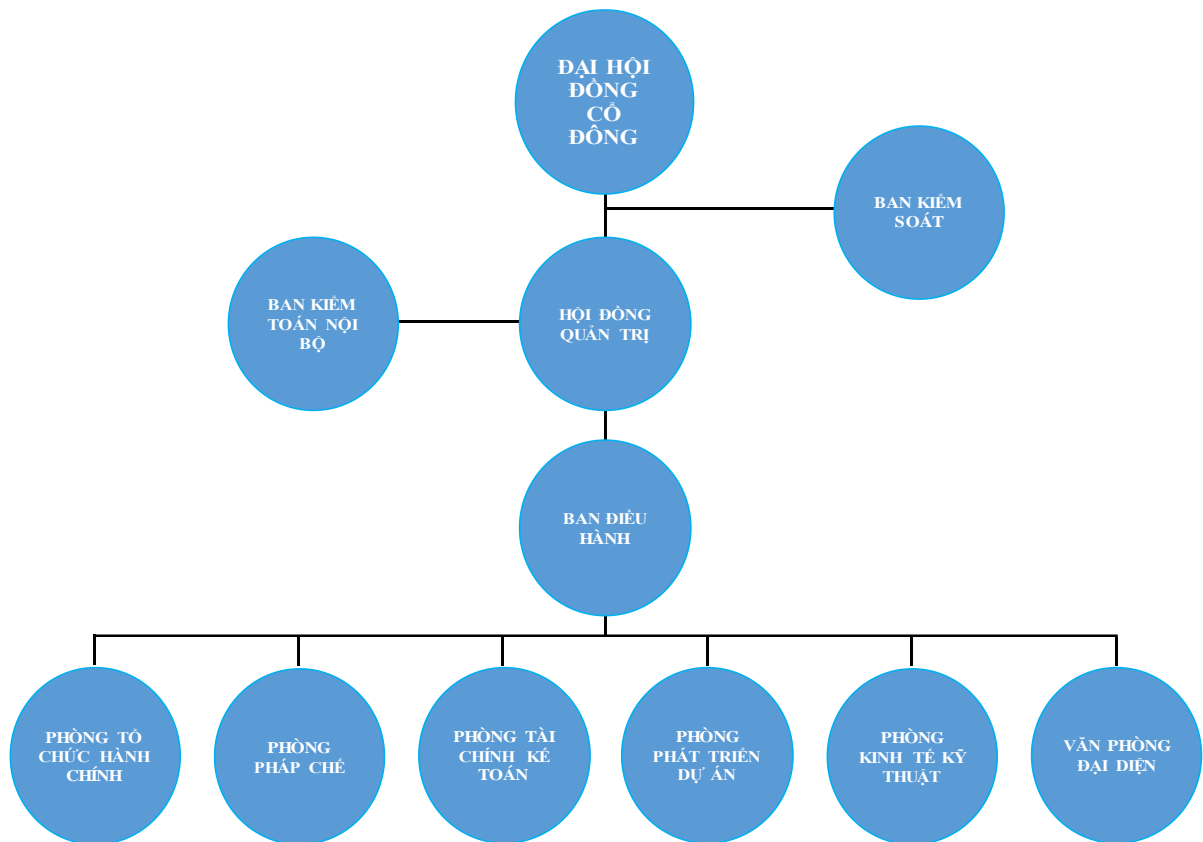 ĐẠI HỘI
ĐỒNG
CỔ
ĐÔNG
BAN KIỂM
SOÁT
BAN KIỂM
TOÁN NỘI
BỘ
HỘI ĐỒNG
QUẢN TRỊ
BAN ĐIỀU
HÀNH
PHÒNG TỔ
CHỨC HÀNH
CHÍNH
PHÒNG
PHÁP CHẾ
PHÒNG TÀI
CHÍNH KẾ
TOÁN
PHÒNG
PHÁT TRIỂN
DỰ ÁN
PHÒNG
KINH TẾ KỸ
THUẬT
VĂN PHÒNG
ĐẠI DIỆN